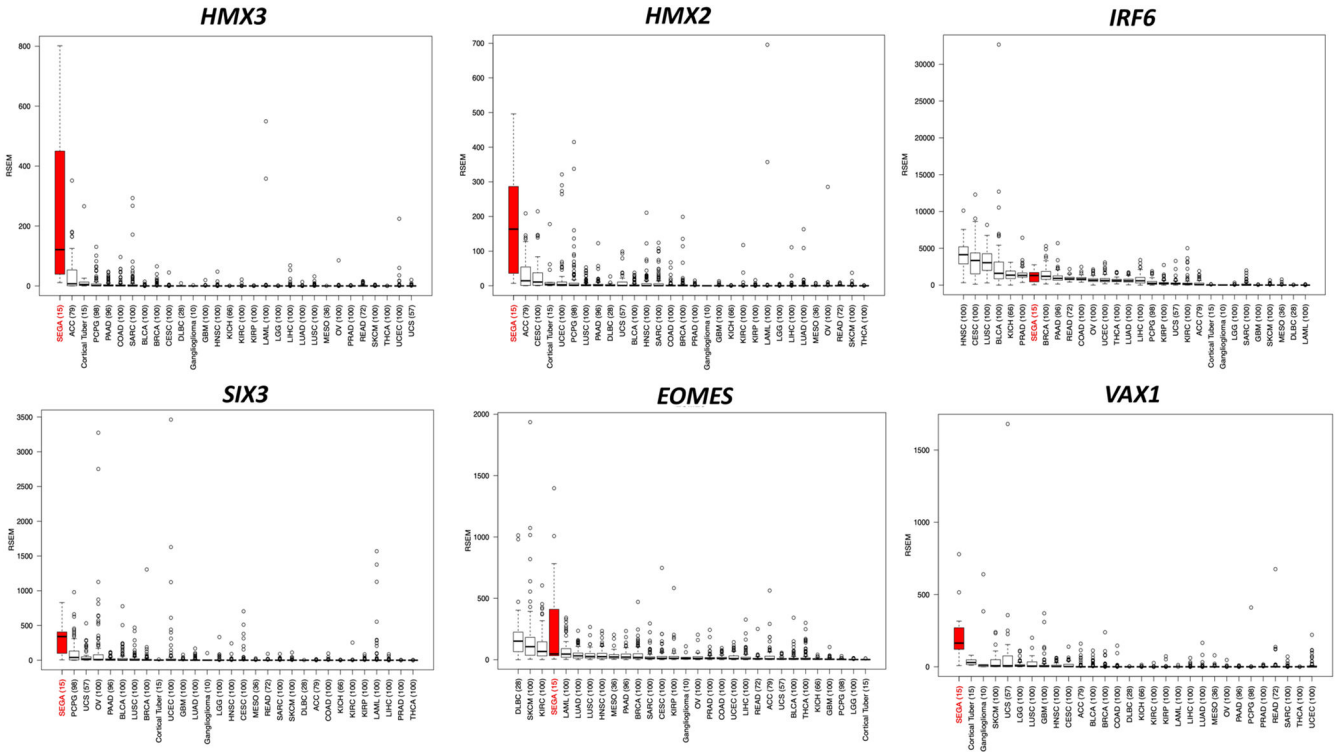 HMX3
RSEM
800
600
400
200
0
SEGA (15)
ACC (79)
Cortical Tuber (15)
PCPG (98)
PAAD (96)
COAD (100)
SARC (100)
BLCA (100)
BRCA (100)
CESC (100)
DLBC (28)
Ganglioglioma (10)
GBM (100)
HNSC (100)
KICH (66)
KIRC (100)
KIRP (100)
LAML (100)
LGG (100)
LIHC (100)
LUAD (100)
LUSC (100)
MESO (36)
OV (100)
PRAD (100)
READ (72)
SKCM (100)
THCA (100)
UCEC (100)
UCS (57)
HMX2
RSEM
700
600
500
400
300
200
100
0
SEGA (15)
ACC (79)
CESC (100)
UCEC (100)
Cortical Tuber (15)
PCPG (98)
LUSC (100)
PAAD (96)
DLBC (28)
UCS (57)
BLCA (100)
HNSC (100)
SARC (100)
COAD (100)
BRCA (100)
Ganglioglioma (10)
GBM (100)
KICH (66)
KIRC (100)
KIRP (100)
LAML (100)
LGG (100)
LIHC (100)
LUAD (100)
MESO (36)
OV (100)
PRAD (100)
READ (72)
SKCM (100)
THCA (100)
IRF6
RSEM
30000
25000
20000
15000
10000
5000
0
HNSC (100)
CESC (100)
LUSC (100)
BLCA (100)
KICH (66)
PRAD (100)
SEGA (15)
BRCA (100)
PAAD (96)
READ (72)
COAD (100)
OV (100)
UCEC (100)
THCA (100)
LUAD (100)
LIHC (100)
PCPG (98)
KIRP (100)
UCS (57)
KIRC (100)
ACC (79)
Cortical Tuber (15)
Ganglioglioma (10)
LGG (100)
SARC (100)
GBM (100)
SKCM (100)
MESO (36)
DLBC (28)
LAML (100)
SIX3
RSEM
3500
3000
2500
2000
1500
1000
500
0
SEGA (15)
PCPG (98)
UCS (57)
OV (100)
PAAD (96)
BLCA (100)
LUSC (100)
BRCA (100)
Cortical Tuber (15)
UCEC (100)
GBM (100)
LUAD (100)
Ganglioglioma (10)
LGG (100)
HNSC (100)
CESC (100)
MESO (36)
READ (72)
SARC (100)
SKCM (100)
DLBC (28)
ACC (79)
COAD (100)
KICH (66)
KIRC (100)
KIRP (100)
LAML (100)
LIHC (100)
PRAD (100)
THCA (100)
EOMES
RSEM
2000
1500
1000
500
0
DLBC (28)
SKCM (100)
KIRC (100)
SEGA (15)
LAML (100)
LUAD (100)
LUSC (100)
HNSC (100)
MESO (36)
PAAD (96)
BRCA (100)
SARC (100)
CESC (100)
KIRP (100)
Ganglioglioma (10)
OV (100)
PRAD (100)
COAD (100)
UCEC (100)
LIHC (100)
READ (72)
ACC (79)
UCS (57)
BLCA (100)
THCA (100)
KICH (66)
GBM (100)
PCPG (98)
LGG (100)
Cortical Tuber (15)
VAX1
RSEM
1500
1000
500
0
SEGA (15)
Cortical Tuber (15)
Ganglioglioma (10)
SKCM (100)
UCS (57)
LGG (100)
LUSC (100)
GBM (100)
HNSC (100)
CESC (100)
ACC (79)
BLCA (100)
BRCA (100)
COAD (100)
DLBC (28)
KICH (66)
KIRC (100)
KIRP (100)
LAML (100)
LIHC (100)
LUAD (100)
MESO (36)
OV (100)
PAAD (96)
PCPG (98)
PRAD (100)
READ (72)
SARC (100)
THCA (100)
UCEC (100)